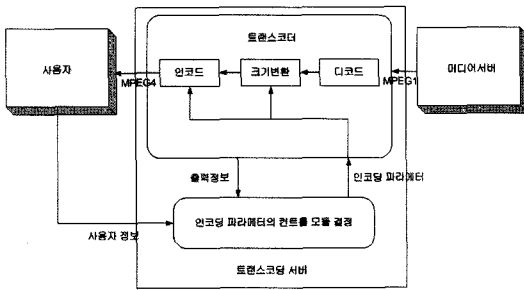 트랜스코더
사용자
인코드
크기변환
디코드
미디어서버
MPEG4
MPEG1
출력정보
인코딩 파라메터
인코딩 파라메터의 컨트롤 모듈 결정
사용자 정보
트랜스코딩 서버